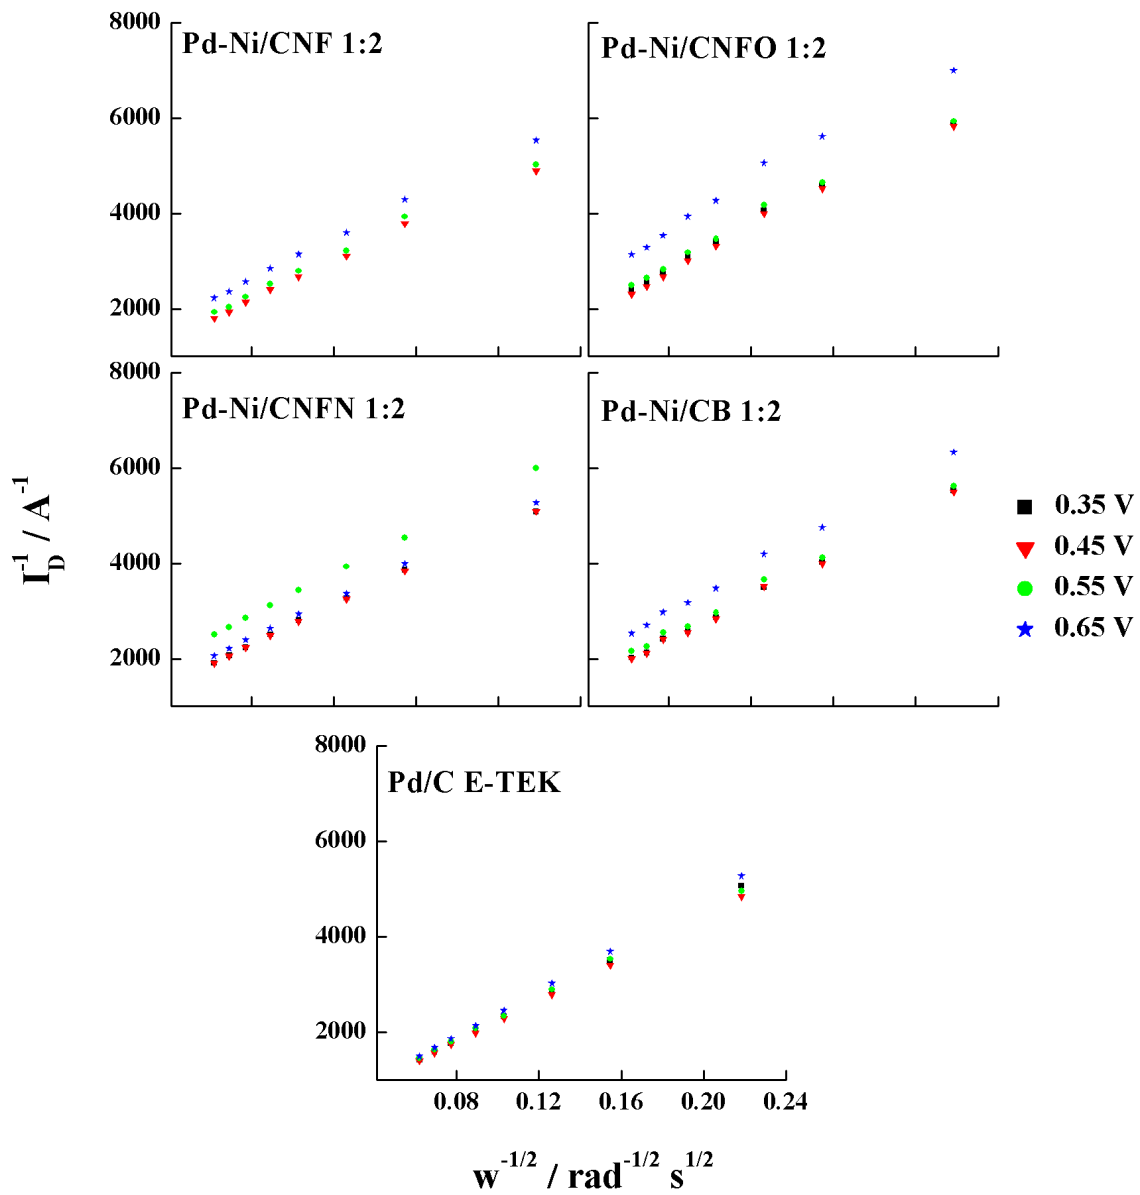 8000
6000
4000
2000
Pd-Ni/CNF 1:2
Pd-Ni/CNFO 1:2
8000
6000
4000
2000
Pd-Ni/CNFN 1:2
Pd-Ni/CB 1:2
I_D^-1 / A^-1
0.35 V
0.45 V
0.55 V
0.65 V
8000
6000
4000
2000
Pd/C E-TEK
0.08 0.12 0.16 0.20 0.24
w^-1/2 / rad^-1/2 s^1/2